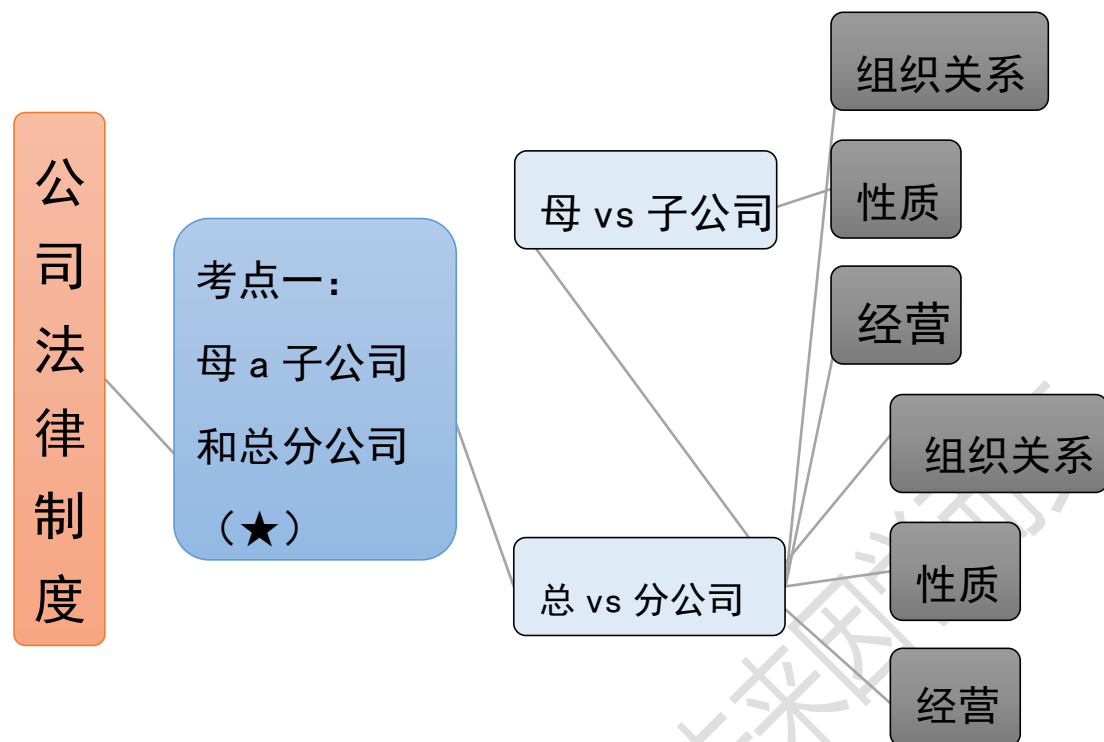 公司法律制度
考点一：
母 a 子公司
和总分公司
（★）
母 vs 子公司
组织关系
性质
经营
总 vs 分公司
组织关系
性质
经营